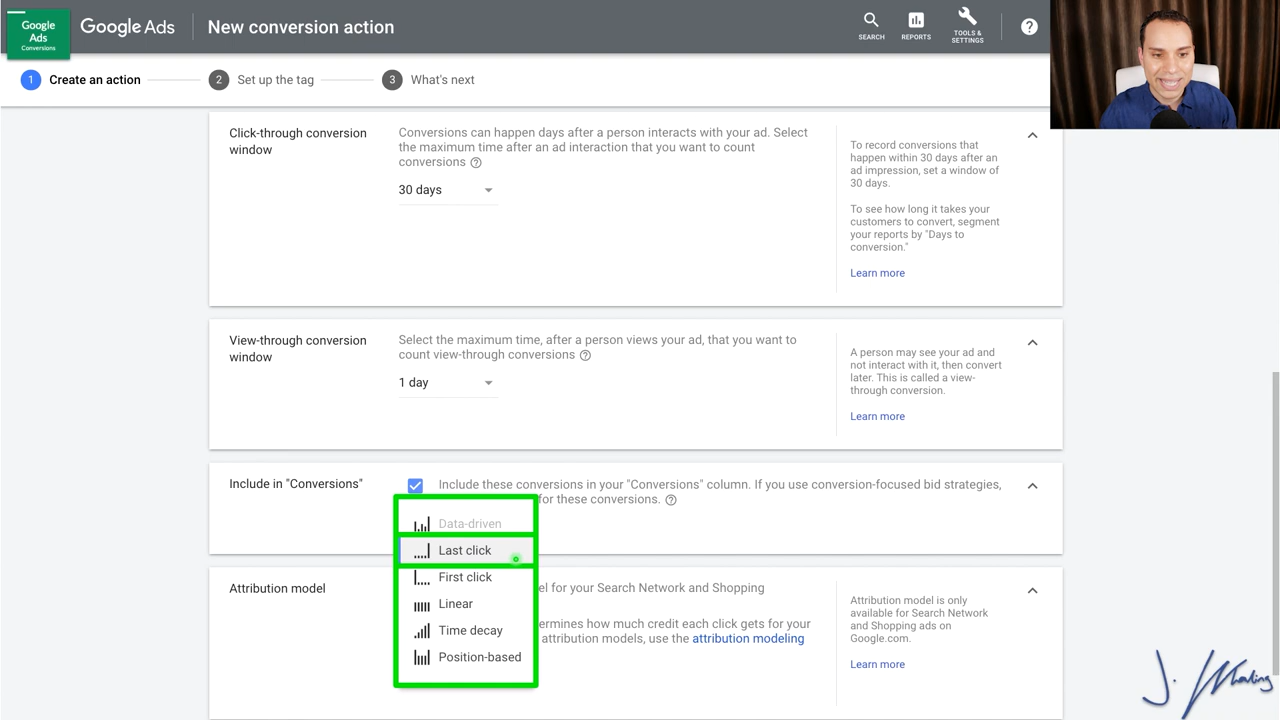 Google
Ads
Conversions
Google Ads
New conversion action
SEARCH
REPORTS
TOOLS &
SETTINGS
?
1 Create an action
2 Set up the tag
3 What's next
Click-through conversion
window
Conversions can happen days after a person interacts with your ad. Select
the maximum time after an ad interaction that you want to count
conversions ?
30 days
To record conversions that
happen within 30 days after an
ad impression, set a window of
30 days.
To see how long it takes your
customers to convert, segment
your reports by "Days to
conversion."
Learn more
View-through conversion
window
Select the maximum time, after a person views your ad, that you want to
count view-through conversions ?
1 day
A person may see your ad and
not interact with it, then convert
later. This is called a view-
through conversion.
Learn more
Include in "Conversions"
Include these conversions in your "Conversions" column. If you use conversion-focused bid strategies,
for these conversions. ?
Data-driven
Last click
First click
Linear
Time decay
Position-based
Attribution model
el for your Search Network and Shopping
ermines how much credit each click gets for your
attribution models, use the attribution modeling
Attribution model is only
available for Search Network
and Shopping ads on
Google.com.
Learn more